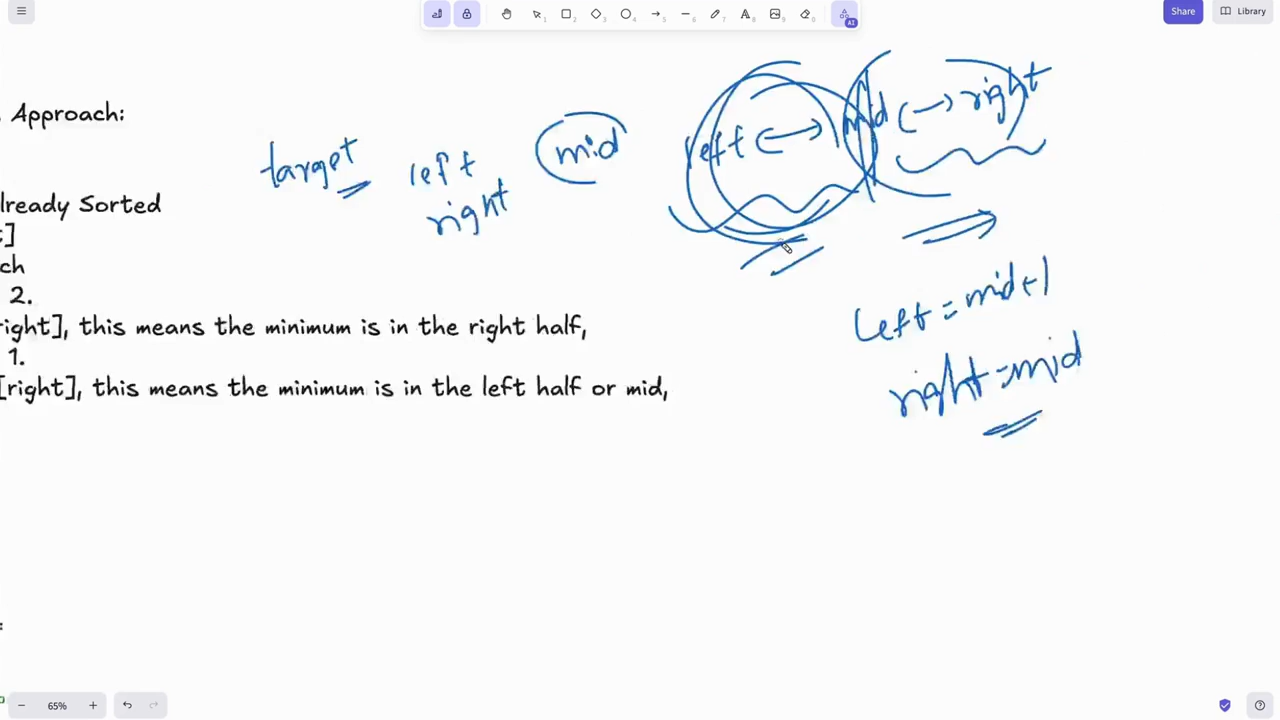 Share
Library
. Approach:
target
left
right
mid
left ⟷ mid ⟷ right
lready Sorted
t]
ch
2.
right], this means the minimum is in the right half,
1.
[right], this means the minimum is in the left half or mid,
left = mid+1
right = mid
65%